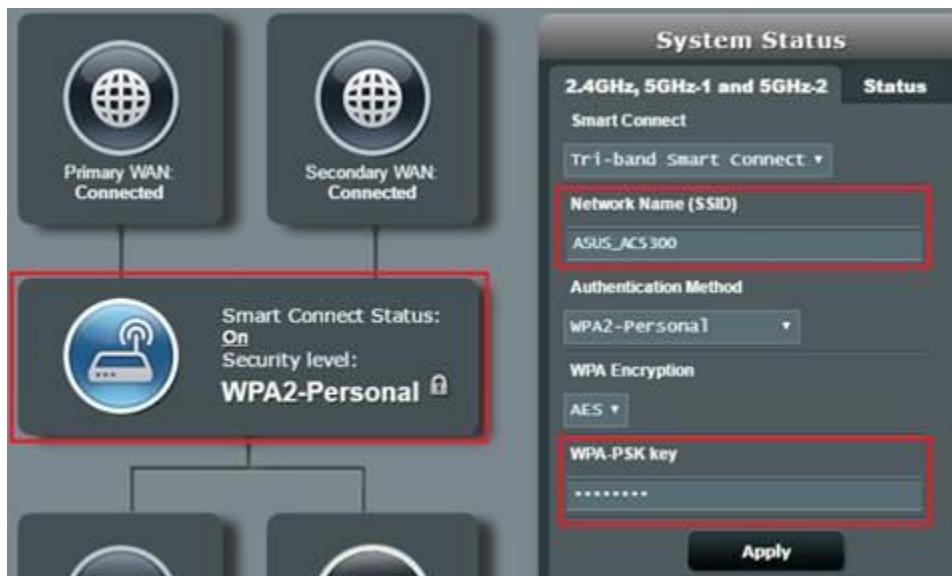 Primary WAN:
Connected
Secondary WAN:
Connected
Smart Connect Status:
On
Security level:
WPA2-Personal
System Status
2.4GHz, 5GHz-1 and 5GHz-2
Status
Smart Connect
Tri-band Smart Connect
Network Name (SSID)
ASUS_AC5300
Authentication Method
WPA2-Personal
WPA Encryption
AES
WPA-PSK key
••••••••
Apply